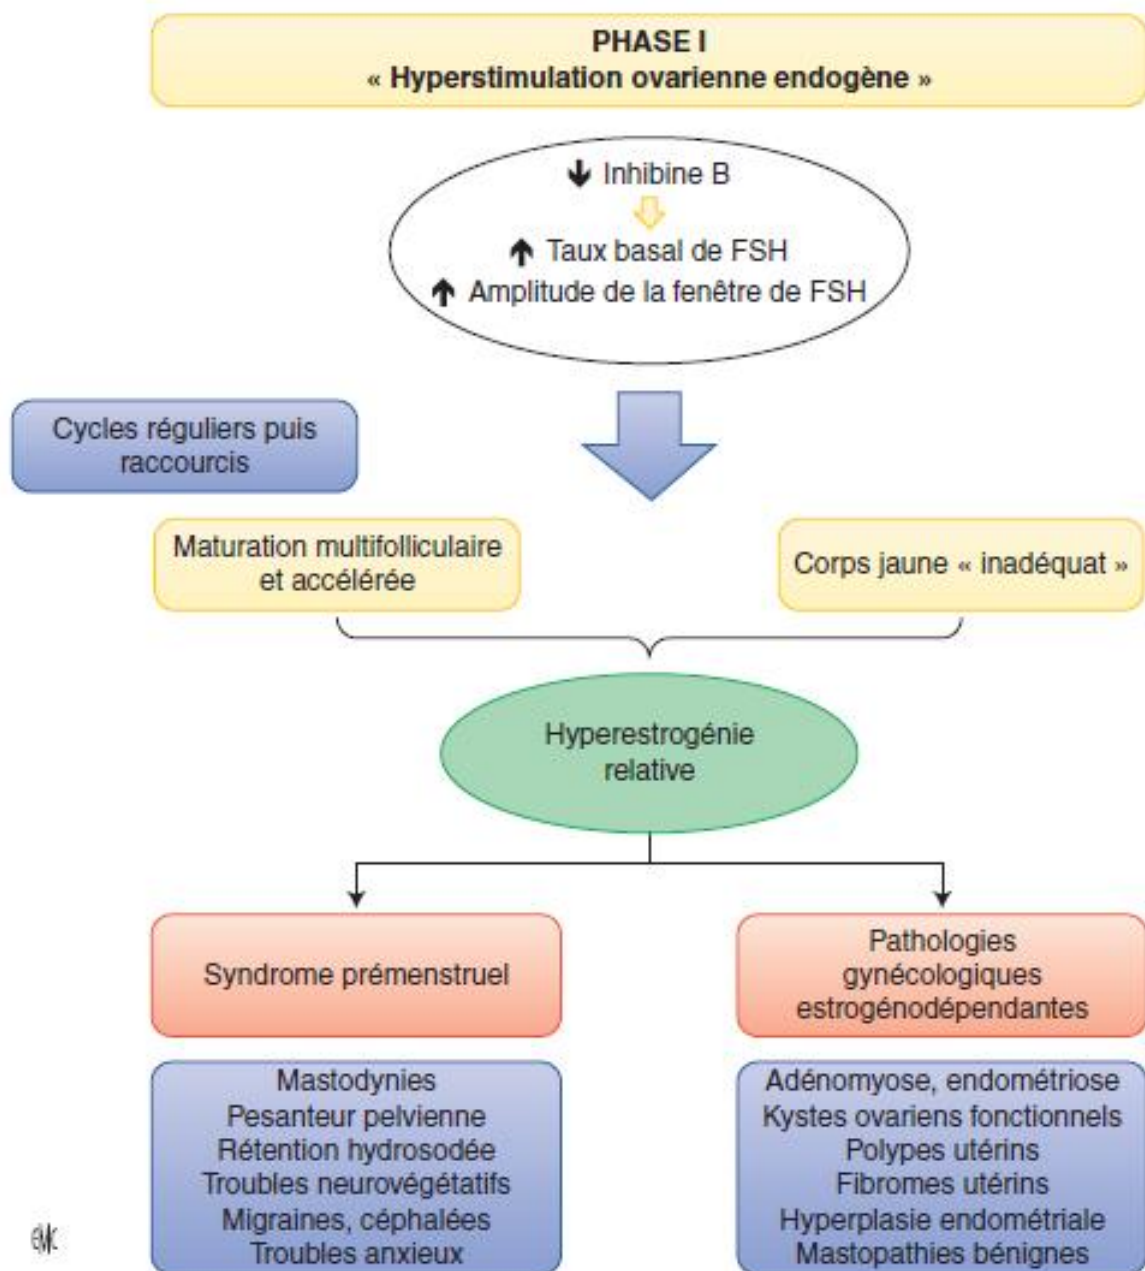 PHASE I
« Hyperstimulation ovarienne endogène »
Inhibine B
Taux basal de FSH
Amplitude de la fenêtre de FSH
Cycles réguliers puis
raccourcis
Maturation multifolliculaire
et accélérée
Corps jaune « inadéquat »
Hyperestrogénie
relative
Syndrome prémenstruel
Pathologies
gynécologiques
estrogénodépendantes
Mastodynies
Pesanteur pelvienne
Rétention hydrosodée
Troubles neurovégétatifs
Migraines, céphalées
Troubles anxieux
Adénomyose, endométriose
Kystes ovariens fonctionnels
Polypes utérins
Fibromes utérins
Hyperplasie endométriale
Mastopathies bénignes
EMC